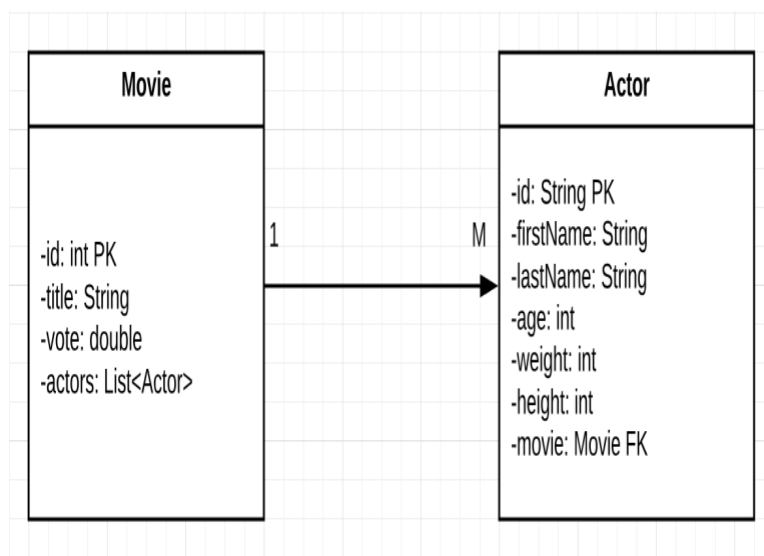 Movie
-id: int PK
-title: String
-vote: double
-actors: List<Actor>
1
M
Actor
-id: String PK
-firstName: String
-lastName: String
-age: int
-weight: int
-height: int
-movie: Movie FK